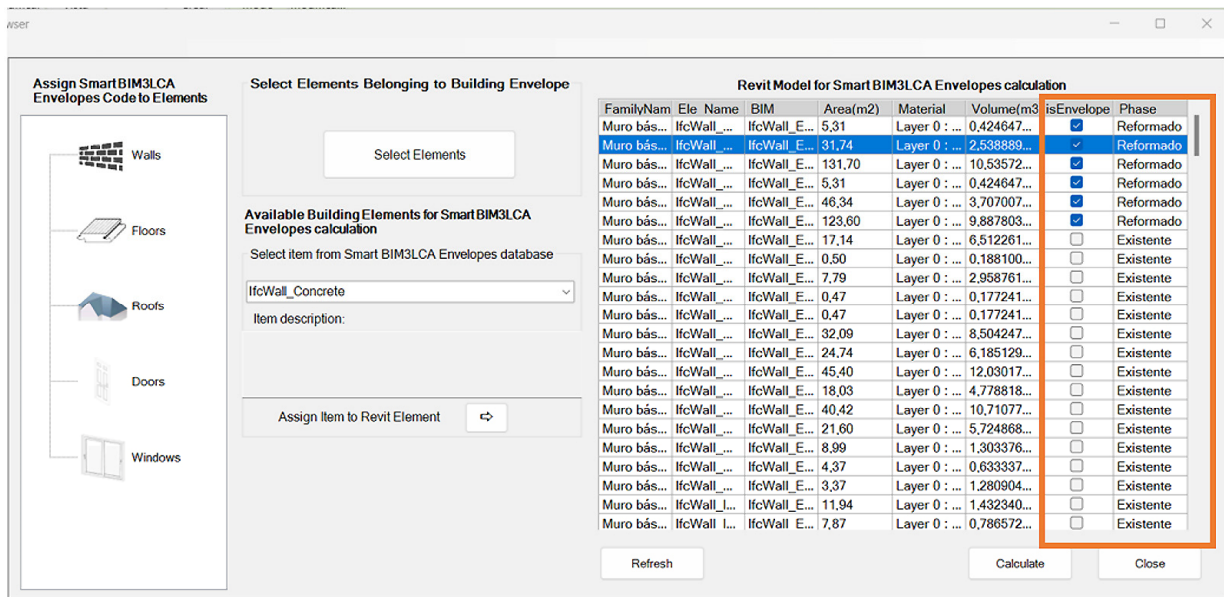 wser
Assign Smart BIM3LCA
Envelopes Code to Elements
Walls
Floors
Roofs
Doors
Windows
Select Elements Belonging to Building Envelope
Select Elements
Available Building Elements for Smart BIM3LCA
Envelopes calculation
Select item from Smart BIM3LCA Envelopes database
IfcWall_Concrete
Item description:
Assign Item to Revit Element
Revit Model for Smart BIM3LCA Envelopes calculation
FamilyNam Ele_Name BIM Area(m2) Material Volume(m3 isEnvelope Phase
Muro bás... IfcWall_... IfcWall_E... 5,31 Layer 0 : ... 0,424647... Reformado
Muro bás... IfcWall_... IfcWall_E... 31,74 Layer 0 : ... 2,538889... Reformado
Muro bás... IfcWall_... IfcWall_E... 131,70 Layer 0 : ... 10,53572... Reformado
Muro bás... IfcWall_... IfcWall_E... 5,31 Layer 0 : ... 0,424647... Reformado
Muro bás... IfcWall_... IfcWall_E... 46,34 Layer 0 : ... 3,707007... Reformado
Muro bás... IfcWall_... IfcWall_E... 123,60 Layer 0 : ... 9,887803... Reformado
Muro bás... IfcWall_... IfcWall_E... 17,14 Layer 0 : ... 6,512261... Existente
Muro bás... IfcWall_... IfcWall_E... 0,50 Layer 0 : ... 0,188100... Existente
Muro bás... IfcWall_... IfcWall_E... 7,79 Layer 0 : ... 2,958761... Existente
Muro bás... IfcWall_... IfcWall_E... 0,47 Layer 0 : ... 0,177241... Existente
Muro bás... IfcWall_... IfcWall_E... 0,47 Layer 0 : ... 0,177241... Existente
Muro bás... IfcWall_... IfcWall_E... 32,09 Layer 0 : ... 8,504247... Existente
Muro bás... IfcWall_... IfcWall_E... 24,74 Layer 0 : ... 6,185129... Existente
Muro bás... IfcWall_... IfcWall_E... 45,40 Layer 0 : ... 12,03017... Existente
Muro bás... IfcWall_... IfcWall_E... 18,03 Layer 0 : ... 4,778818... Existente
Muro bás... IfcWall_... IfcWall_E... 40,42 Layer 0 : ... 10,71077... Existente
Muro bás... IfcWall_... IfcWall_E... 21,60 Layer 0 : ... 5,724868... Existente
Muro bás... IfcWall_... IfcWall_E... 8,99 Layer 0 : ... 1,303376... Existente
Muro bás... IfcWall_... IfcWall_E... 4,37 Layer 0 : ... 0,633337... Existente
Muro bás... IfcWall_... IfcWall_E... 3,37 Layer 0 : ... 1,280904... Existente
Muro bás... IfcWall_I... IfcWall_E... 11,94 Layer 0 : ... 1,432340... Existente
Muro bás... IfcWall_I... IfcWall_E... 7,87 Layer 0 : ... 0,786572... Existente
Refresh
Calculate
Close